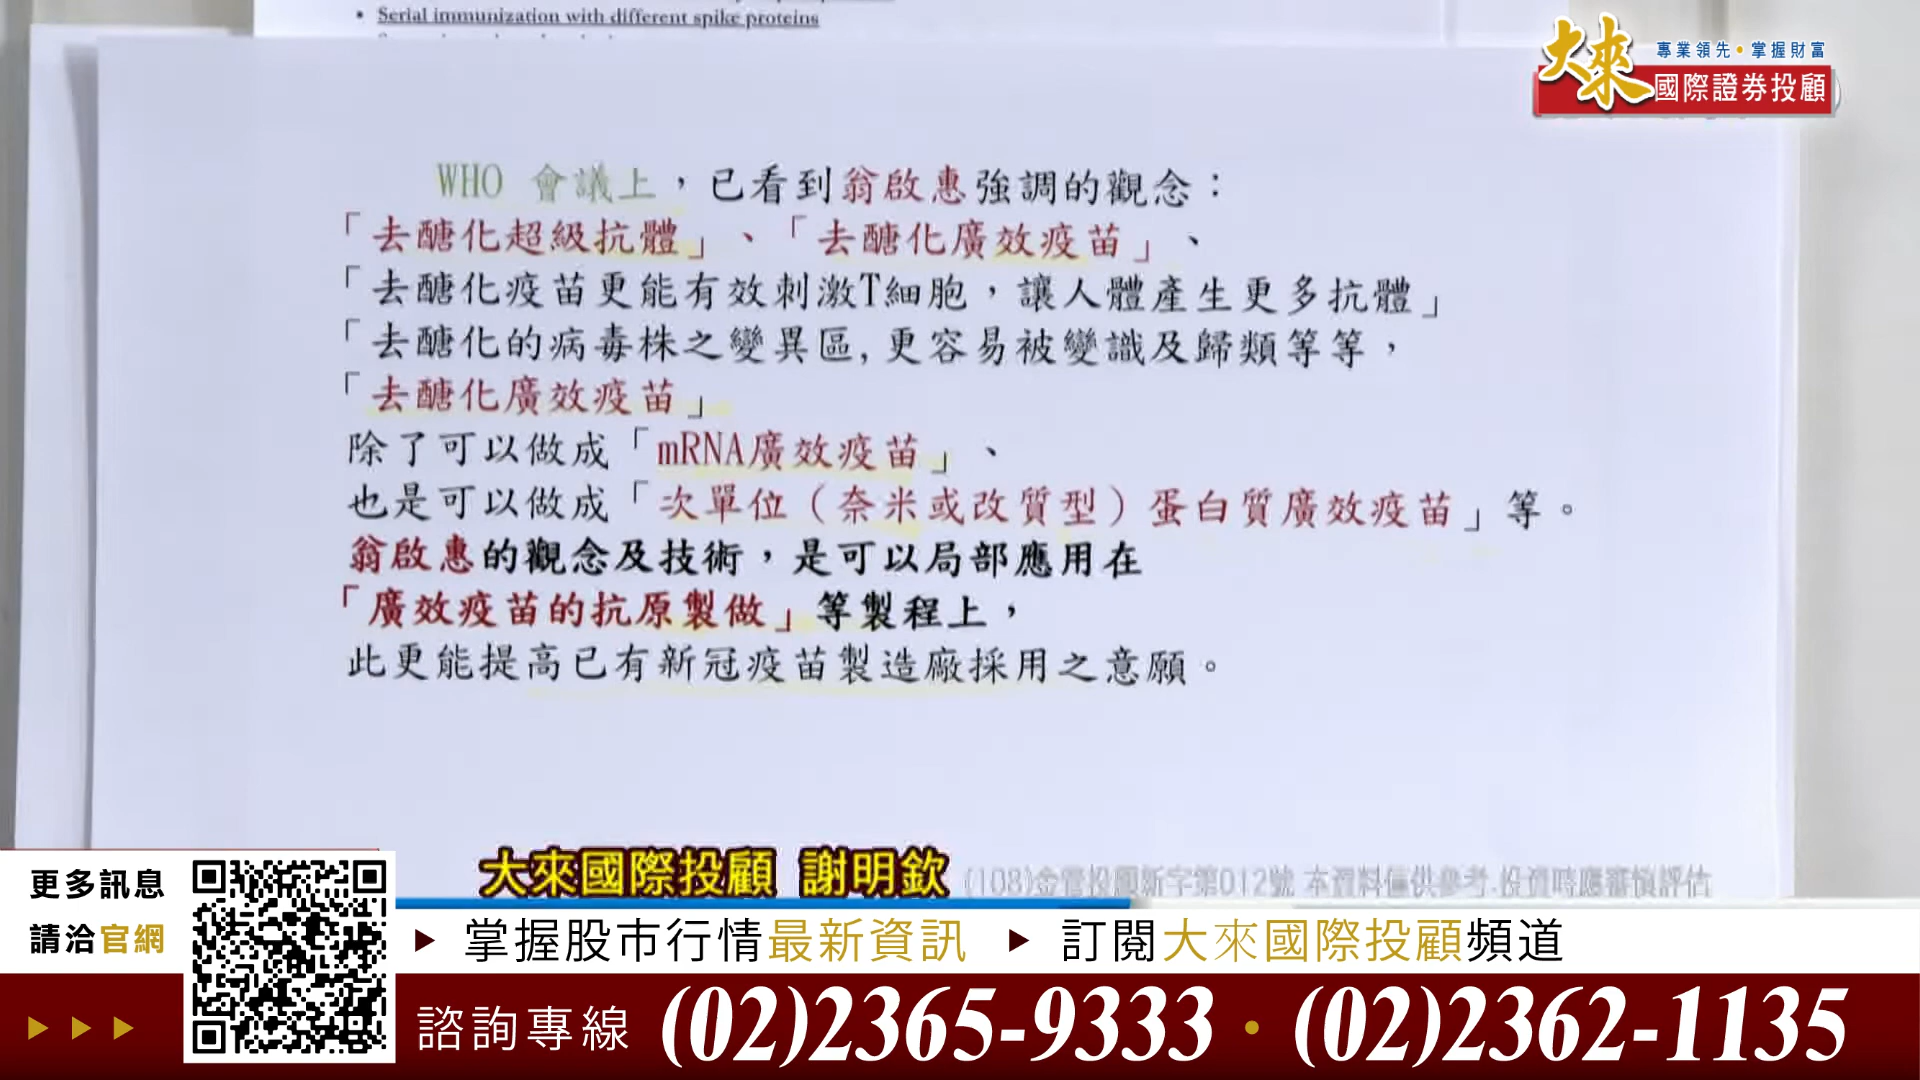 Serial immunization with different spike proteins
大來
專業領先•掌握財富
國際證券投顧
WHO 會議上，已看到翁啟惠強調的觀念：
「去醣化超級抗體」、「去醣化廣效疫苗」、
「去醣化疫苗更能有效刺激T細胞，讓人體產生更多抗體」
「去醣化的病毒株之變異區,更容易被變識及歸類等等，
「去醣化廣效疫苗」
除了可以做成「mRNA廣效疫苗」、
也是可以做成「次單位（奈米或改質型）蛋白質廣效疫苗」等。
翁啟惠的觀念及技術，是可以局部應用在
「廣效疫苗的抗原製做」等製程上，
此更能提高已有新冠疫苗製造廠採用之意願。
大來國際投顧 謝明欽
(108)金管投顧新字第012號 本資料僅供參考,投資時應審慎評估
更多訊息
請洽官網
掌握股市行情最新資訊
訂閱大來國際投顧頻道
諮詢專線 (02)2365-9333 • (02)2362-1135